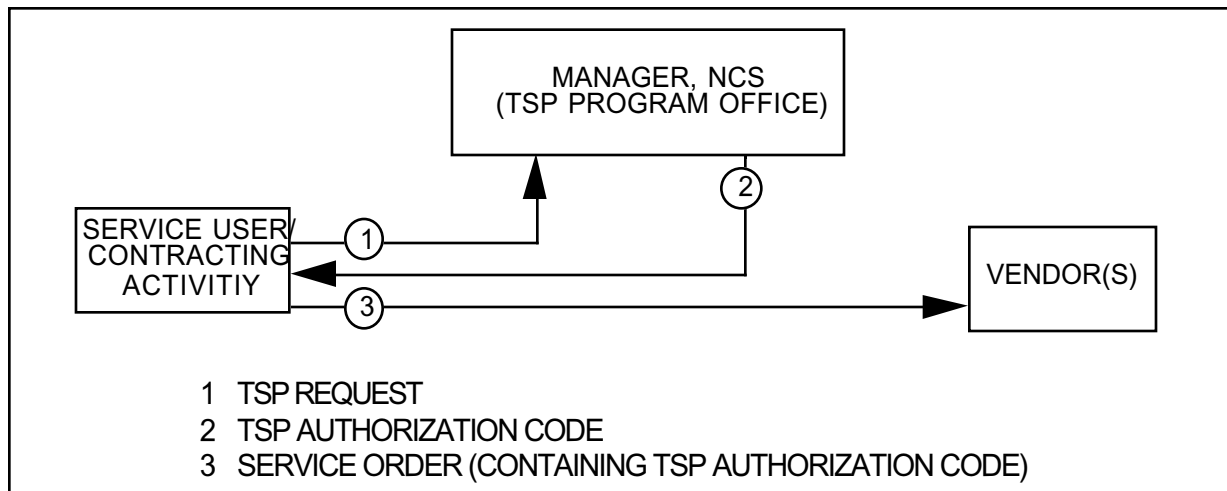 MANAGER, NCS
(TSP PROGRAM OFFICE)
2
SERVICE USER/
CONTRACTING
ACTIVITIY
1
3
VENDOR(S)
1 TSP REQUEST
2 TSP AUTHORIZATION CODE
3 SERVICE ORDER (CONTAINING TSP AUTHORIZATION CODE)